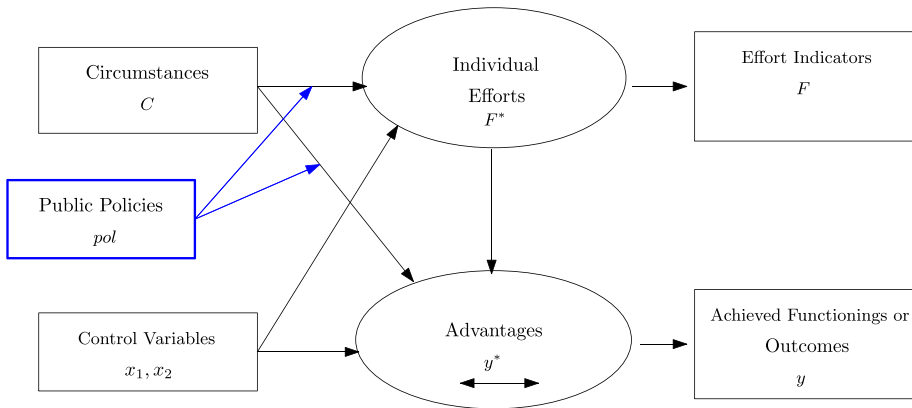 Circumstances
C
Individual
Efforts
F*
Effort Indicators
F
Public Policies
pol
Control Variables
x₁, x₂
Advantages
y*
Achieved Functionings or
Outcomes
y